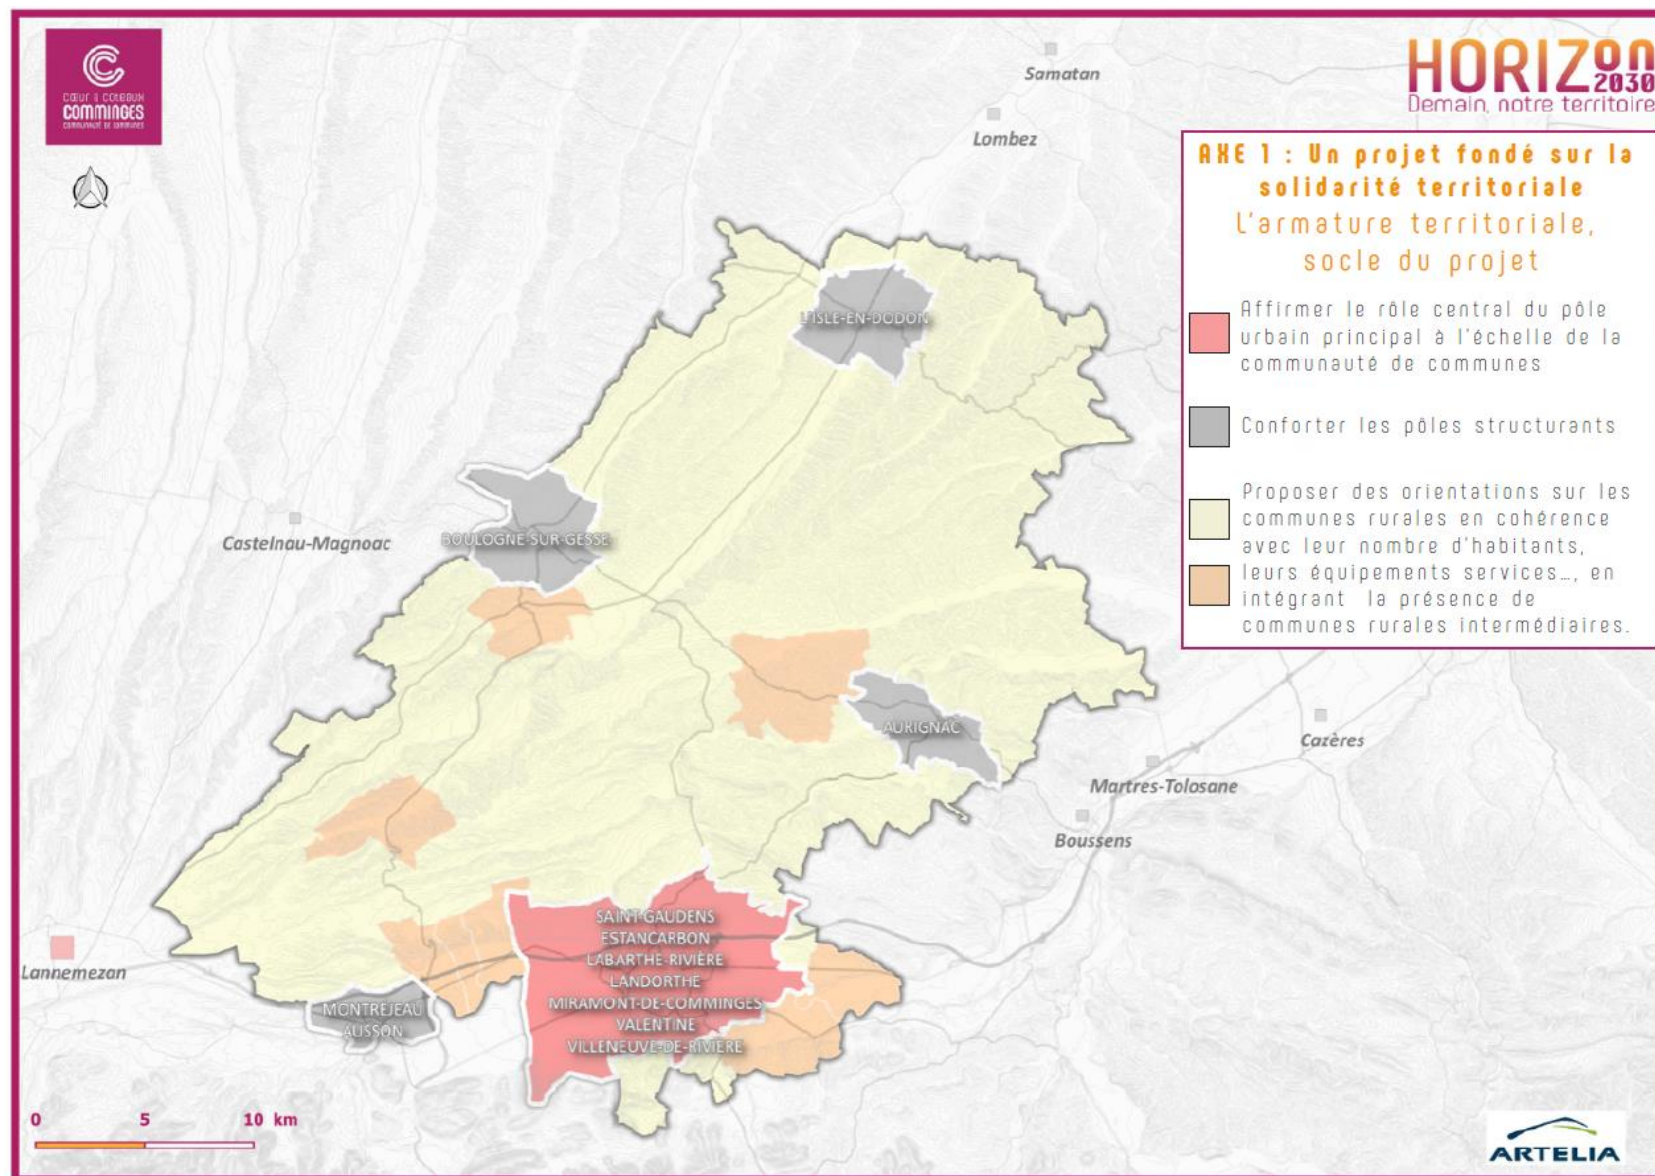 CŒUR & COTEAUX
COMMINGES
COMMUNAUTÉ DE COMMUNES
HORIZON
2030
Demain, notre territoire
Samatan
Lombez
AXE 1 : Un projet fondé sur la
solidarité territoriale
L'armature territoriale,
socle du projet
Affirmer le rôle central du pôle
urbain principal à l'échelle de la
communauté de communes
Conforter les pôles structurants
Proposer des orientations sur les
communes rurales en cohérence
avec leur nombre d'habitants,
leurs équipements services…, en
intégrant la présence de
communes rurales intermédiaires.
L'ISLE-EN-DODON
Castelnau-Magnoac
BOULOGNE-SUR-GESSE
AURIGNAC
Cazères
Martres-Tolosane
Boussens
Lannemezan
SAINT-GAUDENS
ESTANCARBON
LABARTHE-RIVIÈRE
LANDORTHE
MIRAMONT-DE-COMMINGES
VALENTINE
VILLENEUVE-DE-RIVIÈRE
MONTREJEAU
AUSSON
0 5 10 km
ARTELIA